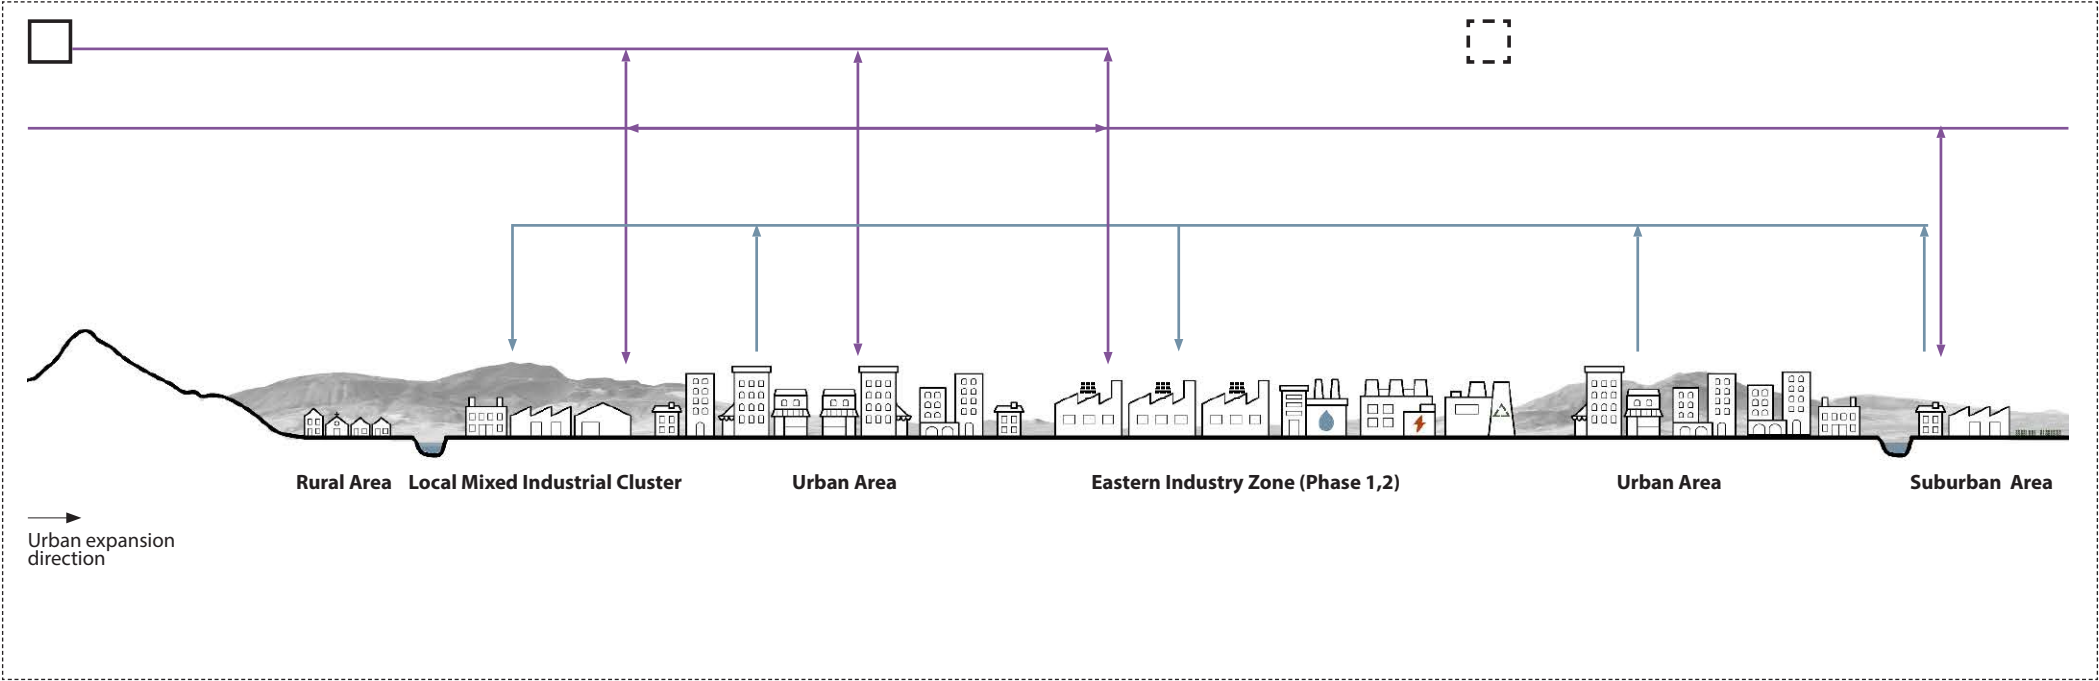 Rural Area
Local Mixed Industrial Cluster
Urban Area
Eastern Industry Zone (Phase 1,2)
Urban Area
Suburban Area
Urban expansion
direction